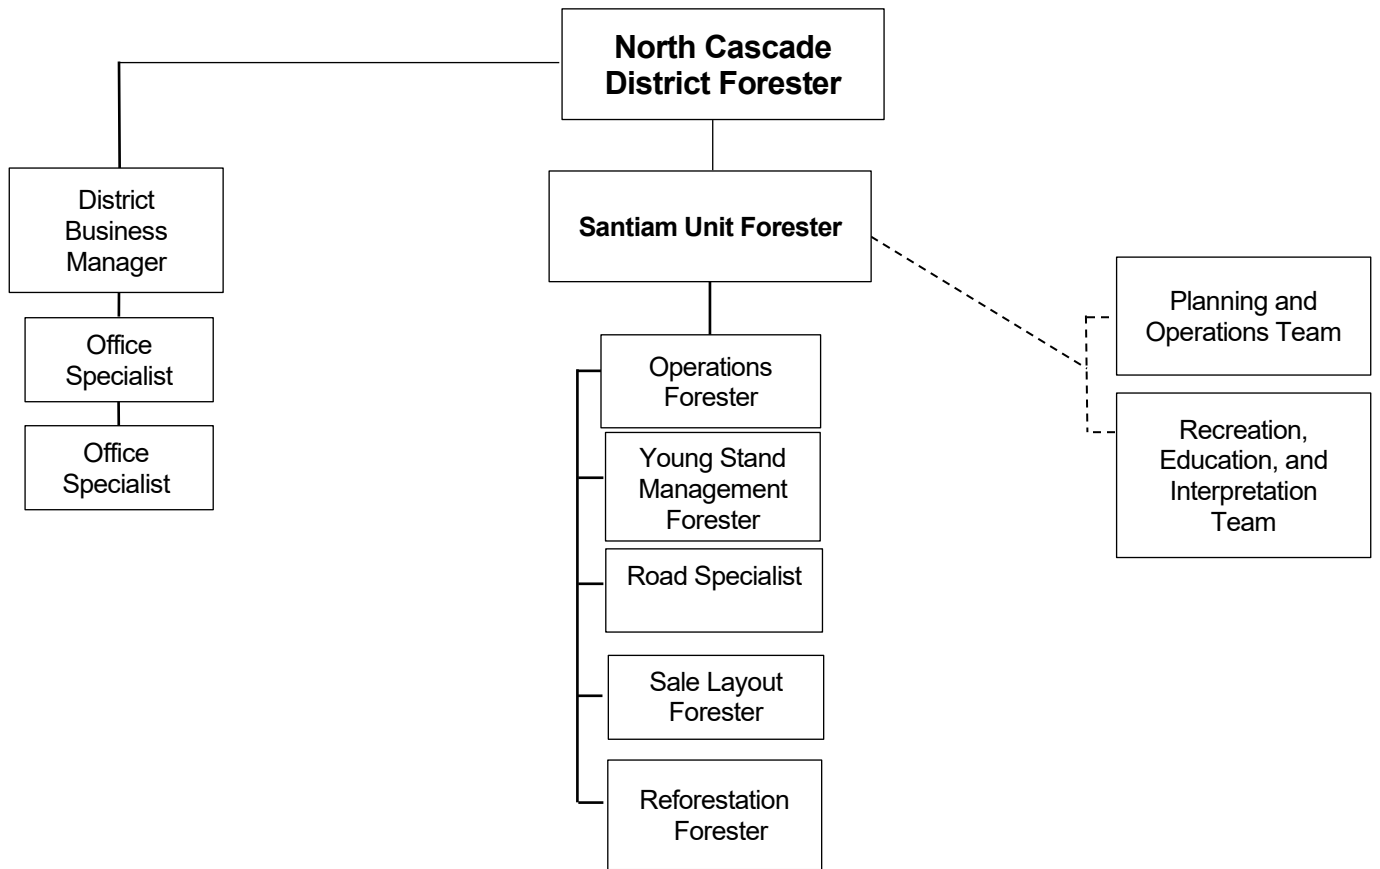 North Cascade
District Forester
District
Business
Manager
Office
Specialist
Office
Specialist
Santiam Unit Forester
Operations
Forester
Young Stand
Management
Forester
Road Specialist
Sale Layout
Forester
Reforestation
Forester
Planning and
Operations Team
Recreation,
Education, and
Interpretation
Team